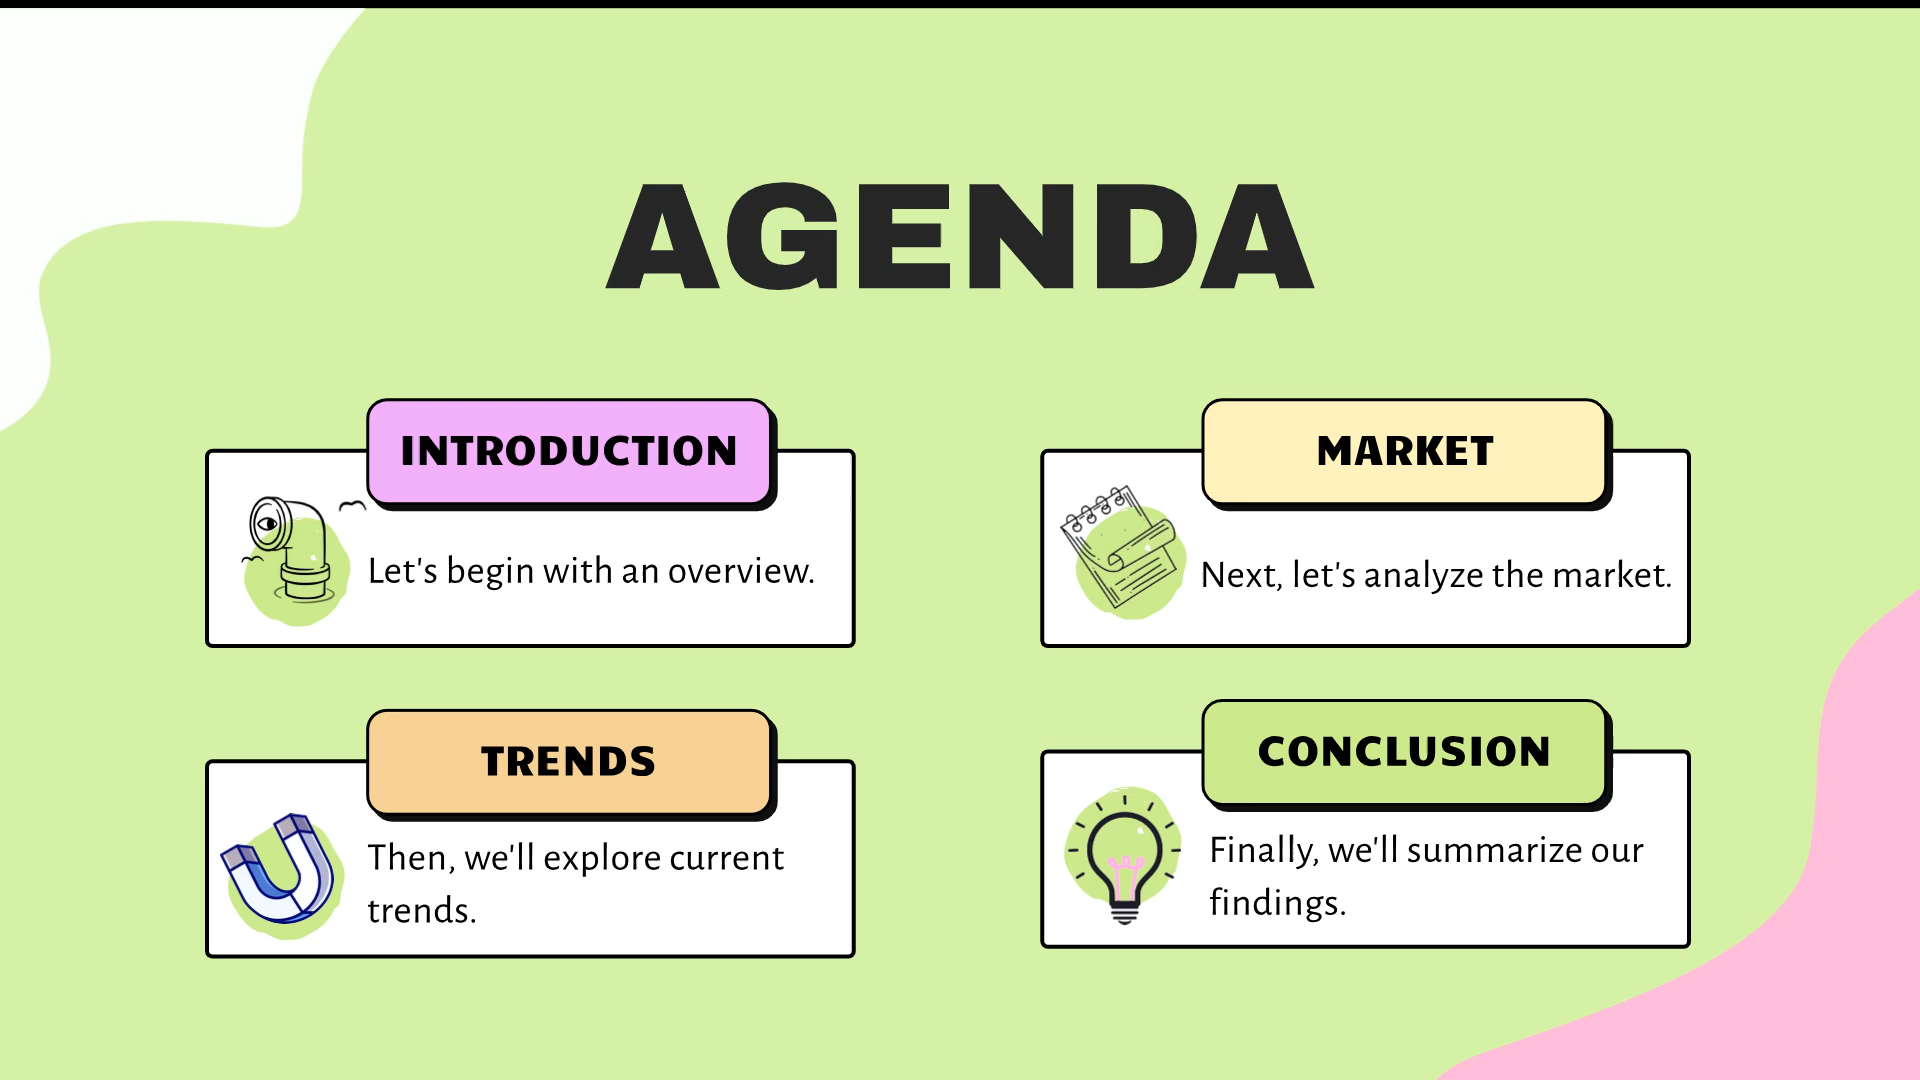 AGENDA
INTRODUCTION
Let's begin with an overview.
MARKET
Next, let's analyze the market.
TRENDS
Then, we'll explore current
trends.
CONCLUSION
Finally, we'll summarize our
findings.